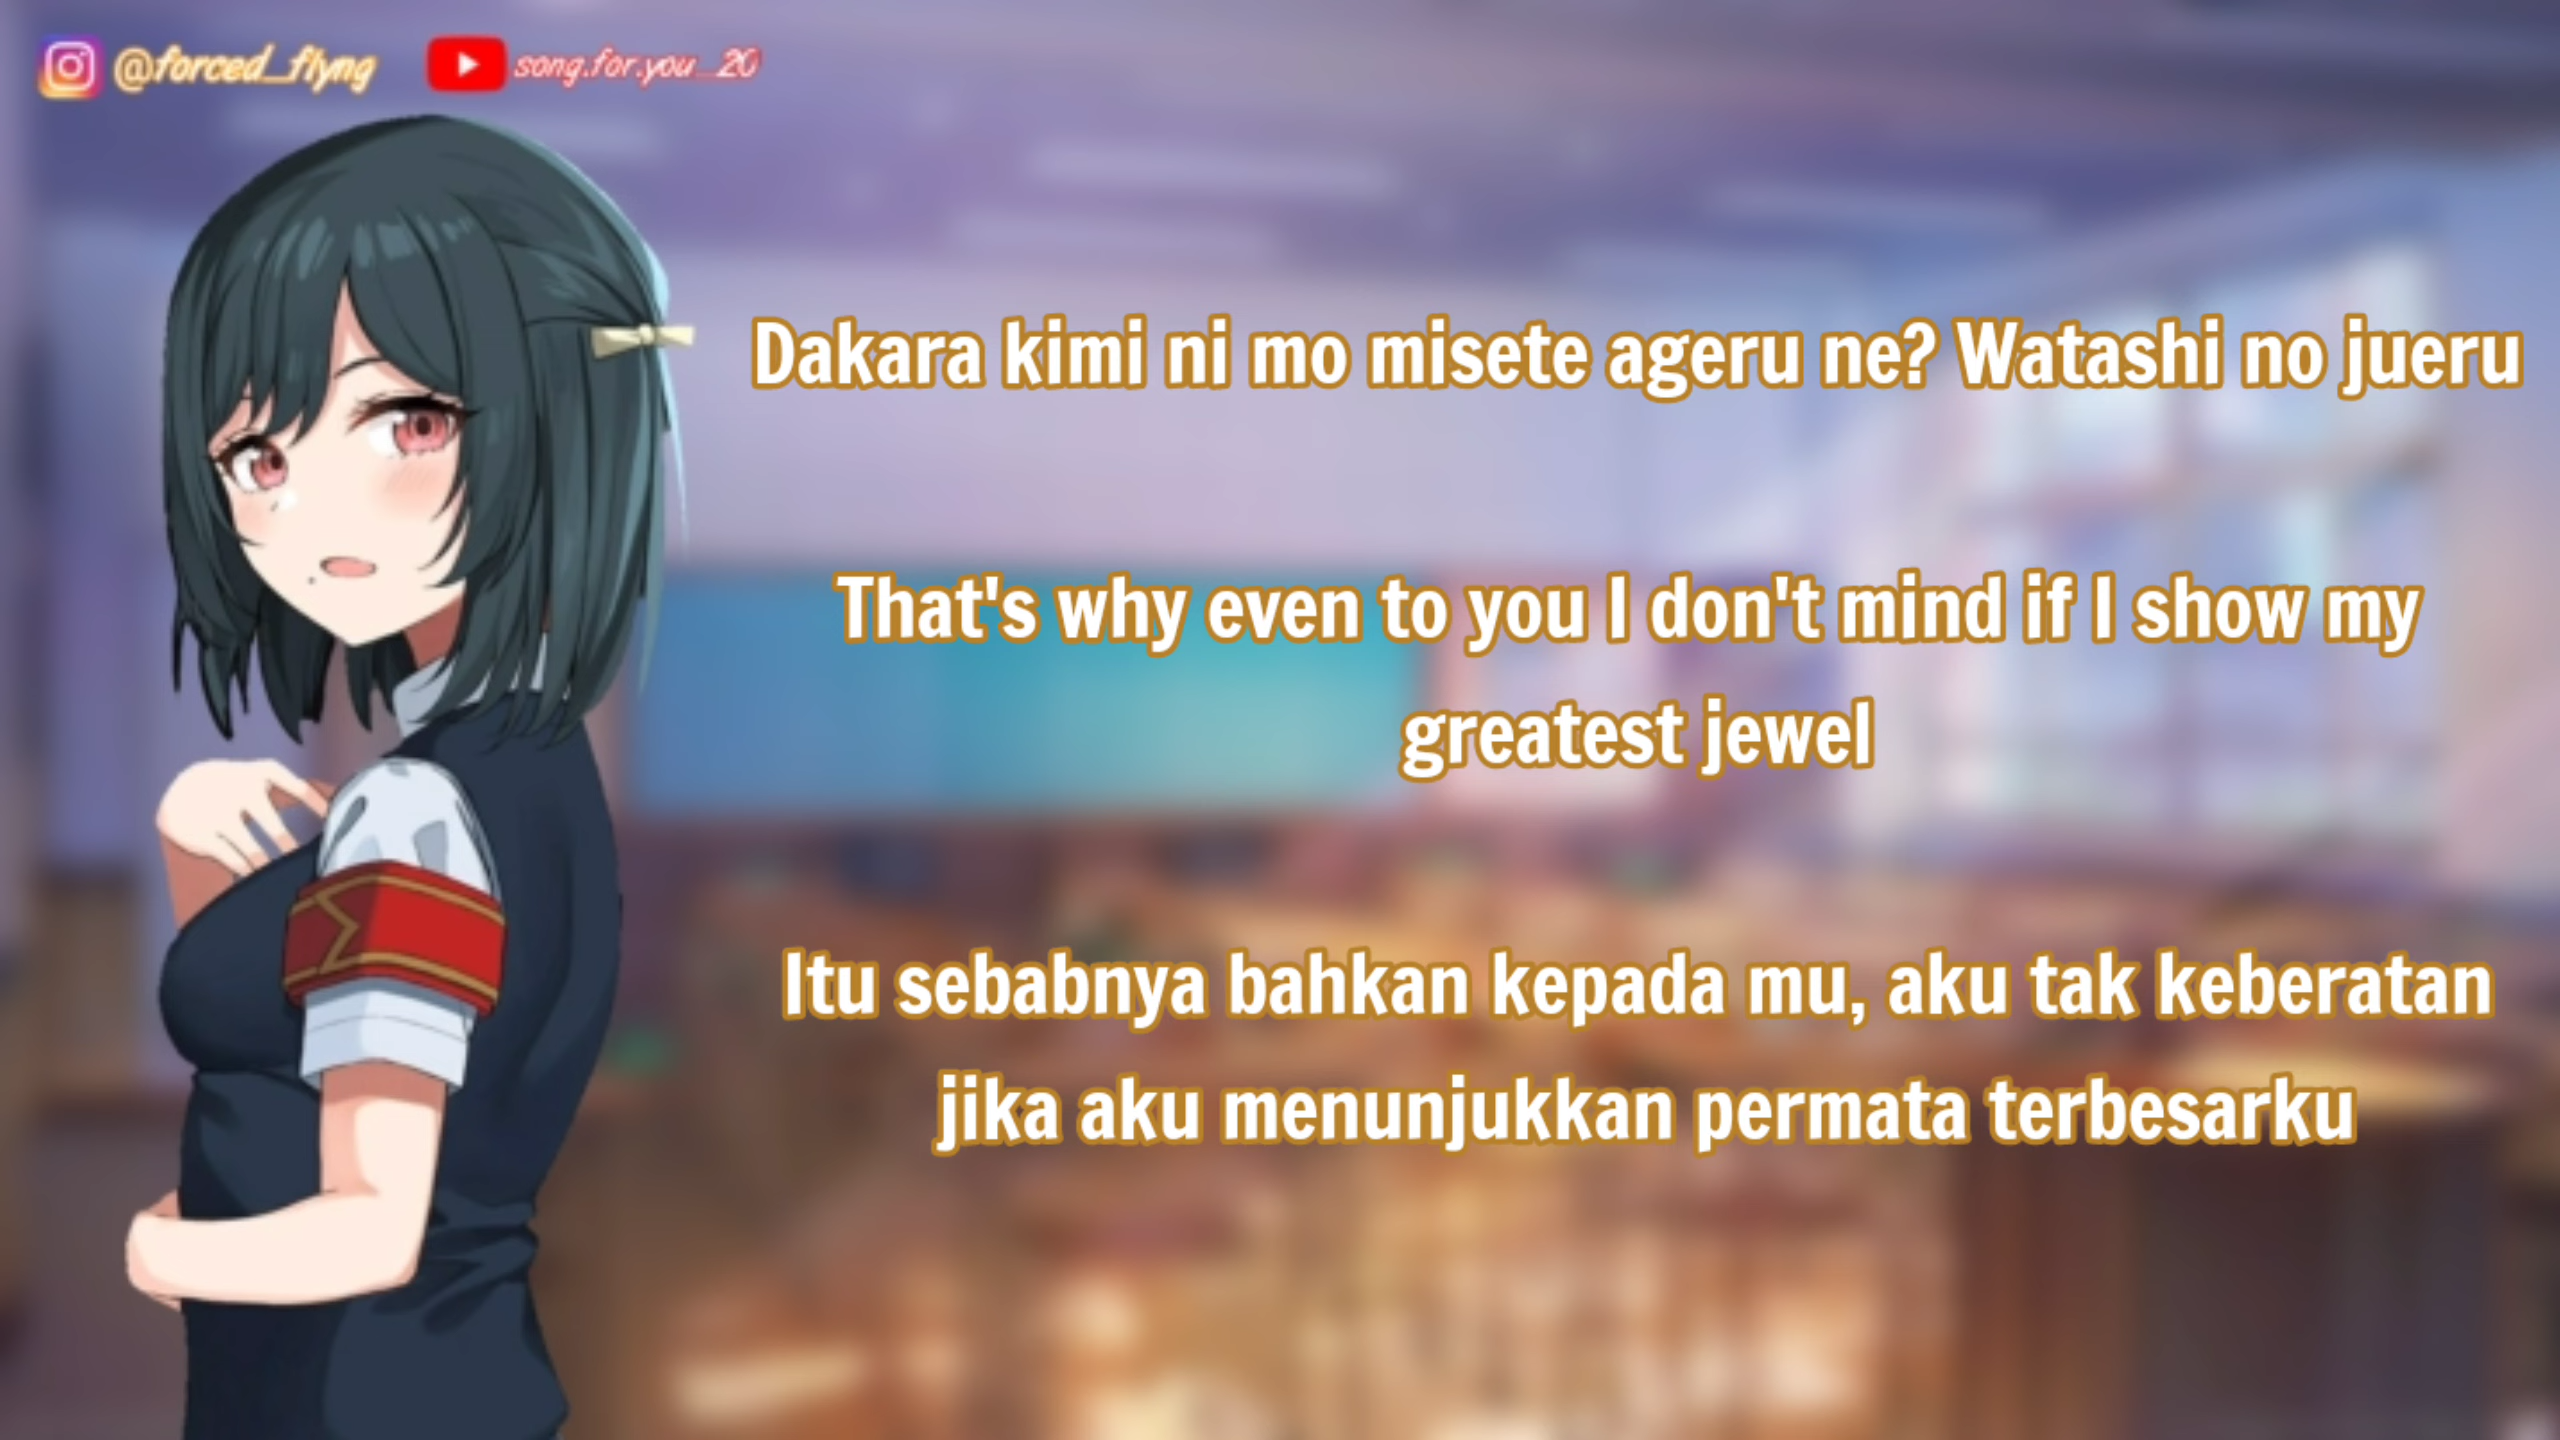 @forced_flyng song.for.you_20
Dakara kimi ni mo misete ageru ne? Watashi no jueru
That's why even to you I don't mind if I show my
greatest jewel
Itu sebabnya bahkan kepada mu, aku tak keberatan
jika aku menunjukkan permata terbesarku